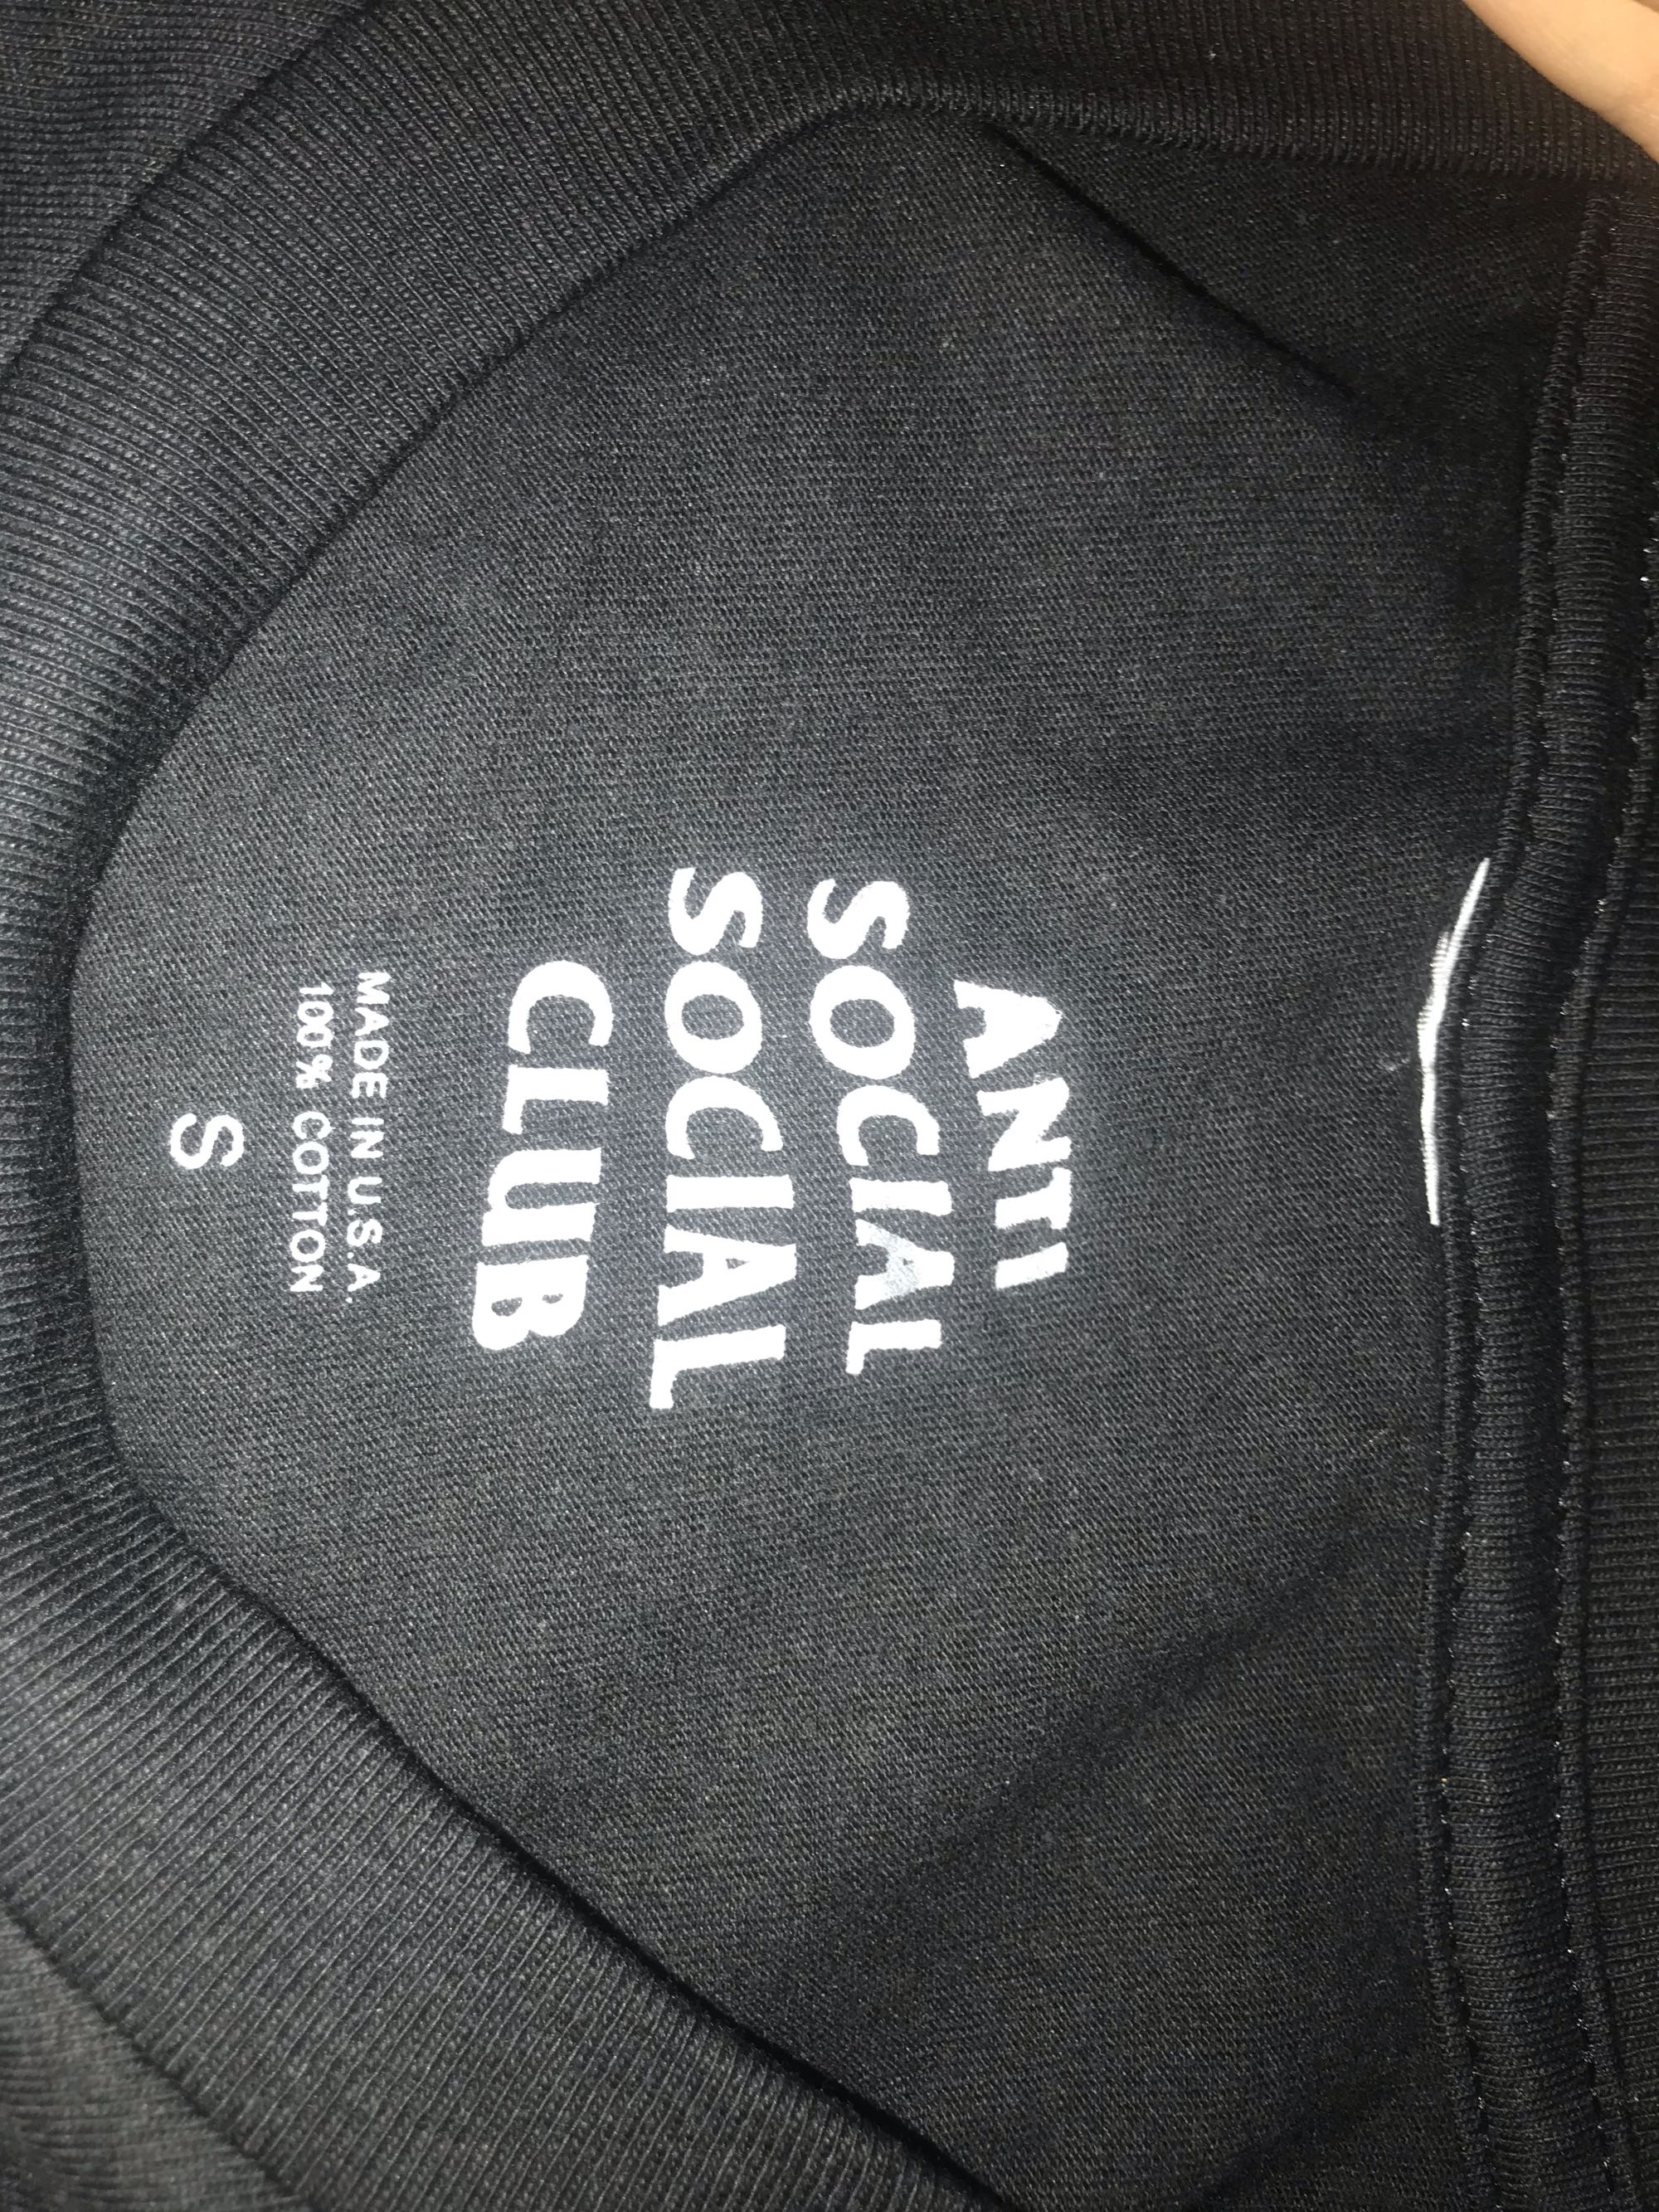 ANTI
SOCIAL
SOCIAL
CLUB
MADE IN U.S.A.
100% COTTON
S